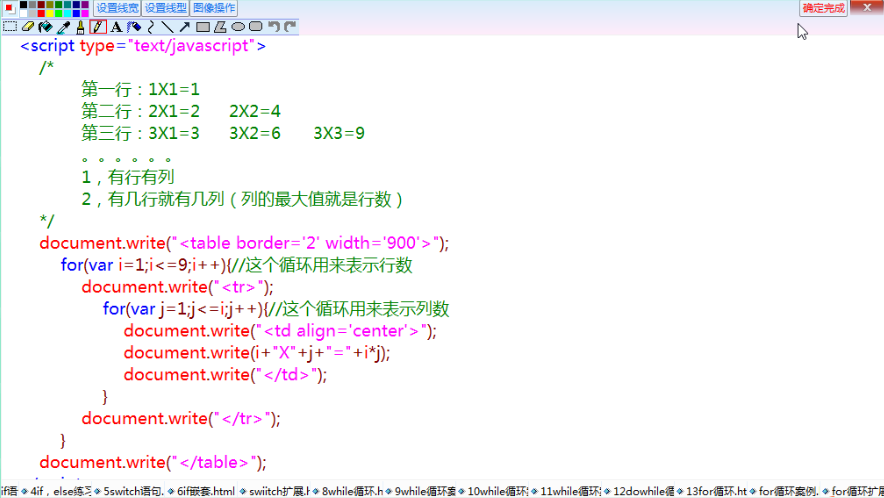 设置线宽 设置线型 图像操作 确定完成
<script type="text/javascript">
/*
第一行：1X1=1
第二行：2X1=2 2X2=4
第三行：3X1=3 3X2=6 3X3=9
。。。。。。
1，有行有列
2，有几行就有几列（列的最大值就是行数）
*/
document.write("<table border='2' width='900'>");
for(var i=1;i<=9;i++){//这个循环用来表示行数
document.write("<tr>");
for(var j=1;j<=i;j++){//这个循环用来表示列数
document.write("<td align='center'>");
document.write(i+"X"+j+"="+i*j);
document.write("</td>");
}
document.write("</tr>");
}
document.write("</table>");
if语 4if，else练习 5switch语句. 6if嵌套.html swiitch扩展.h 8while循环.h 9while循环案 10while循环 11while循环 12dowhile循 13for循环.ht for循环案例. for循环扩展